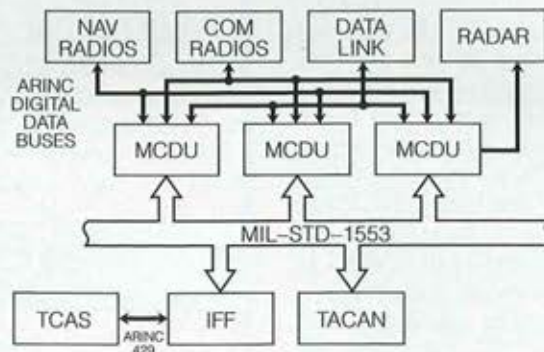 NAV
RADIOS
COM
RADIOS
DATA
LINK
RADAR
ARINC
DIGITAL
DATA
BUSES
MCDU
MCDU
MCDU
MIL–STD–1553
TCAS
ARINC
429
IFF
TACAN